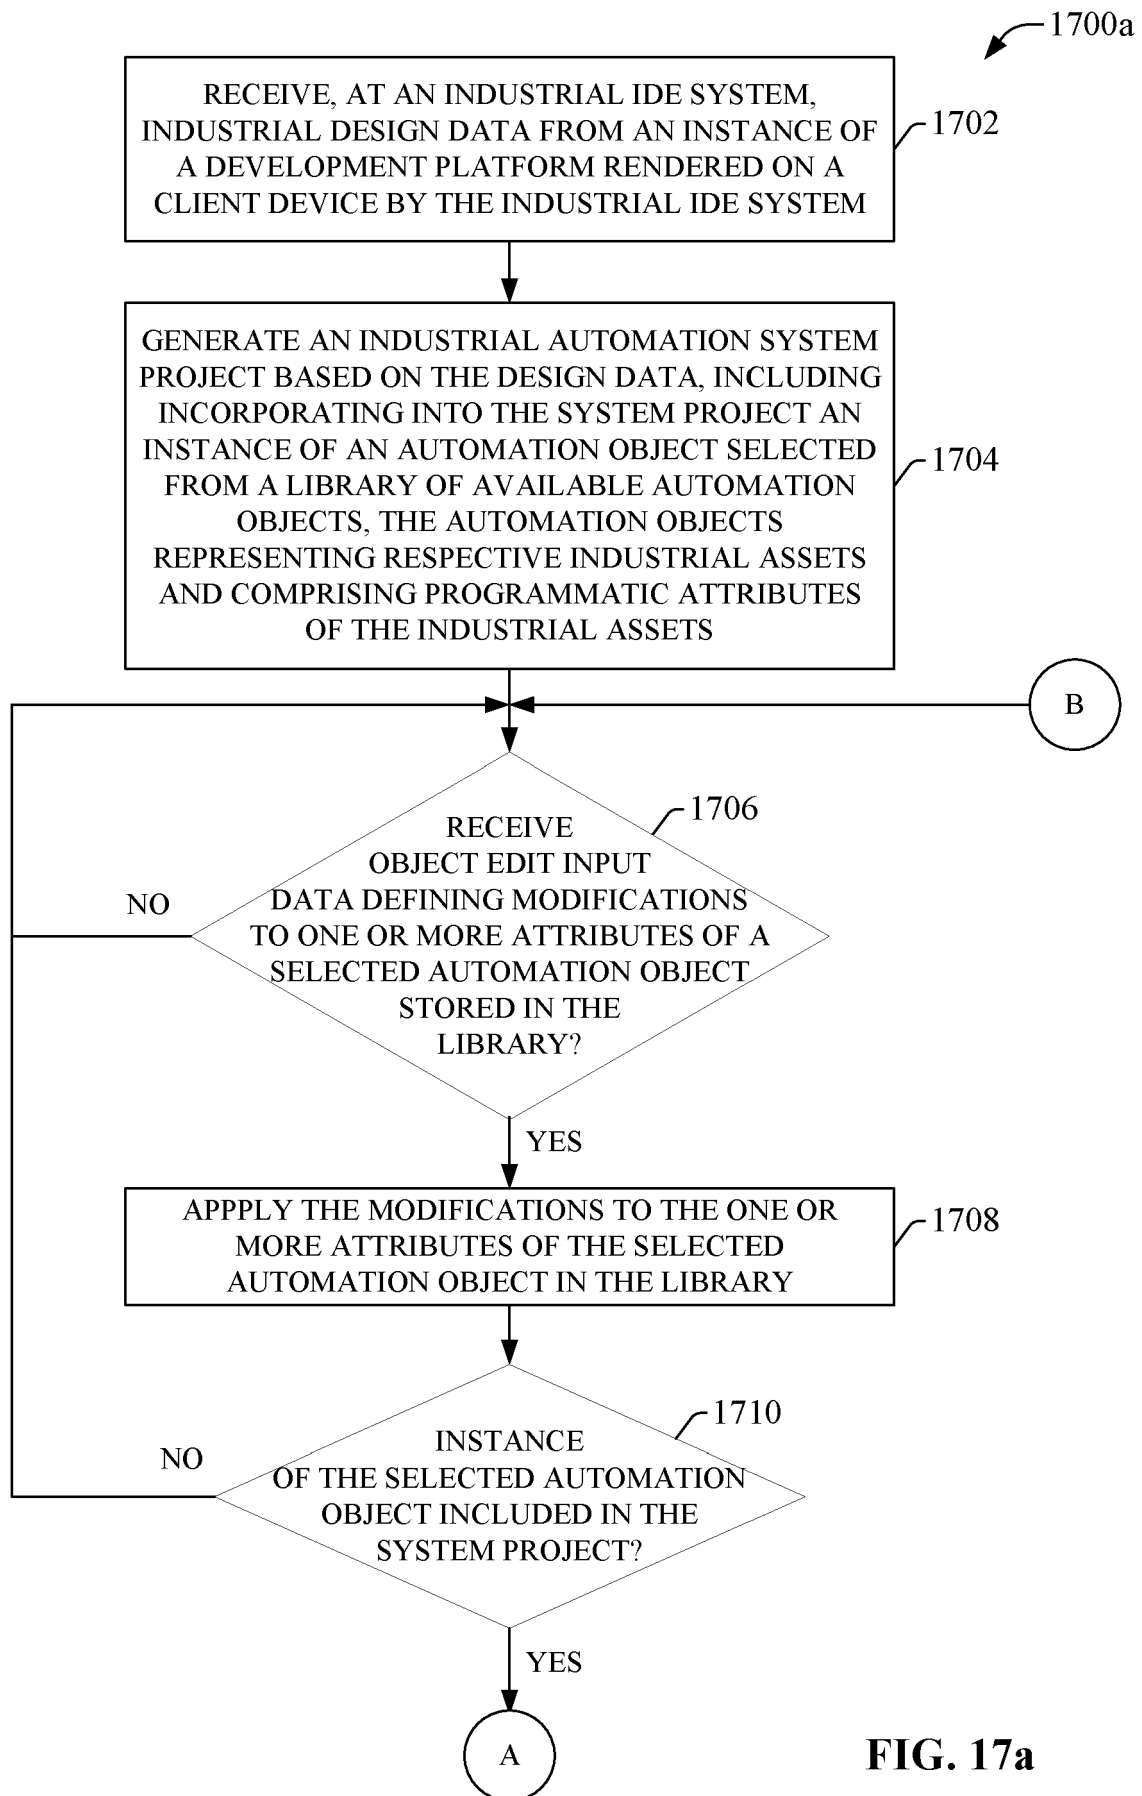 1700a
RECEIVE, AT AN INDUSTRIAL IDE SYSTEM,
INDUSTRIAL DESIGN DATA FROM AN INSTANCE OF
A DEVELOPMENT PLATFORM RENDERED ON A
CLIENT DEVICE BY THE INDUSTRIAL IDE SYSTEM
1702
GENERATE AN INDUSTRIAL AUTOMATION SYSTEM
PROJECT BASED ON THE DESIGN DATA, INCLUDING
INCORPORATING INTO THE SYSTEM PROJECT AN
INSTANCE OF AN AUTOMATION OBJECT SELECTED
FROM A LIBRARY OF AVAILABLE AUTOMATION
OBJECTS, THE AUTOMATION OBJECTS
REPRESENTING RESPECTIVE INDUSTRIAL ASSETS
AND COMPRISING PROGRAMMATIC ATTRIBUTES
OF THE INDUSTRIAL ASSETS
1704
B
RECEIVE
OBJECT EDIT INPUT
DATA DEFINING MODIFICATIONS
TO ONE OR MORE ATTRIBUTES OF A
SELECTED AUTOMATION OBJECT
STORED IN THE
LIBRARY?
1706
NO
YES
APPPLY THE MODIFICATIONS TO THE ONE OR
MORE ATTRIBUTES OF THE SELECTED
AUTOMATION OBJECT IN THE LIBRARY
1708
INSTANCE
OF THE SELECTED AUTOMATION
OBJECT INCLUDED IN THE
SYSTEM PROJECT?
1710
NO
YES
A
FIG. 17a